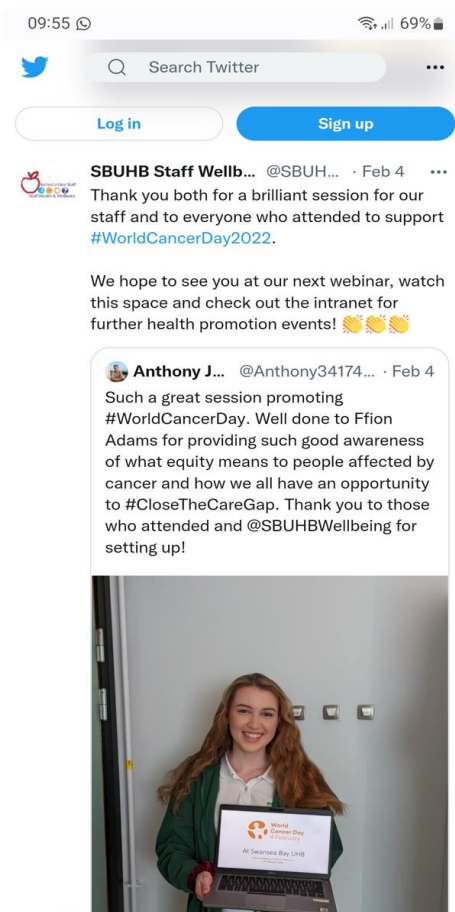 09:55 69%
Search Twitter
Log in Sign up
SBUHB Staff Wellb... @SBUH... · Feb 4
Thank you both for a brilliant session for our
staff and to everyone who attended to support
#WorldCancerDay2022.
We hope to see you at our next webinar, watch
this space and check out the intranet for
further health promotion events! 👏👏👏
Anthony J... @Anthony34174... · Feb 4
Such a great session promoting
#WorldCancerDay. Well done to Ffion
Adams for providing such good awareness
of what equity means to people affected by
cancer and how we all have an opportunity
to #CloseTheCareGap. Thank you to those
who attended and @SBUHBWellbeing for
setting up!
World
Cancer Day
4 February
At Swansea Bay UHB